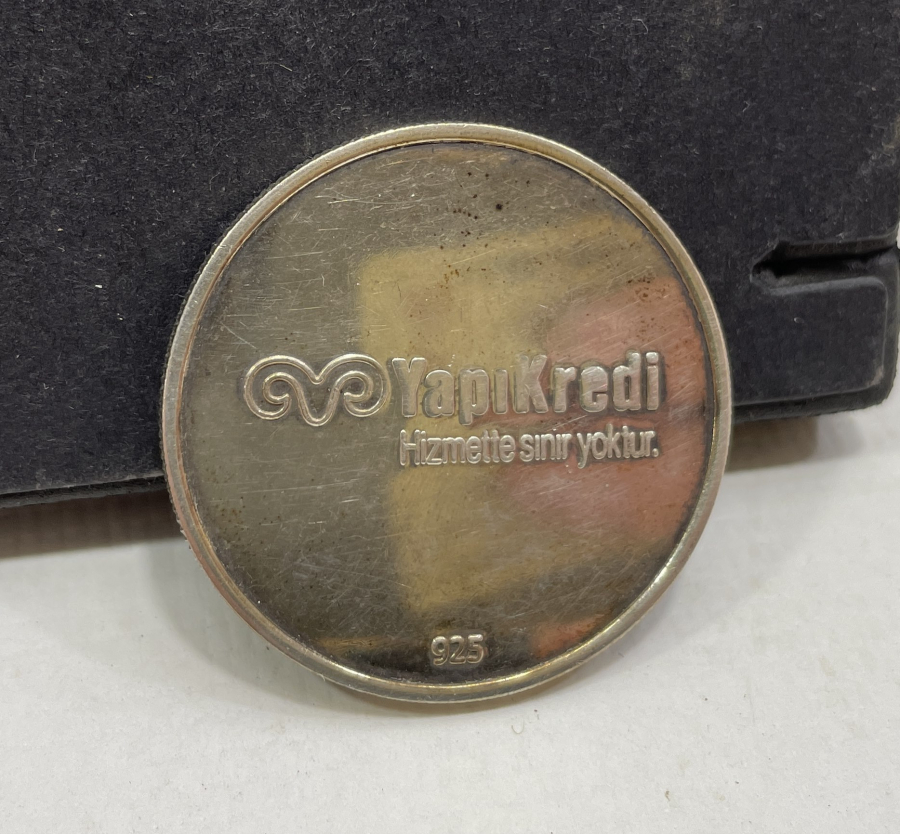 YapıKredi
Hizmette sınır yoktur.
925